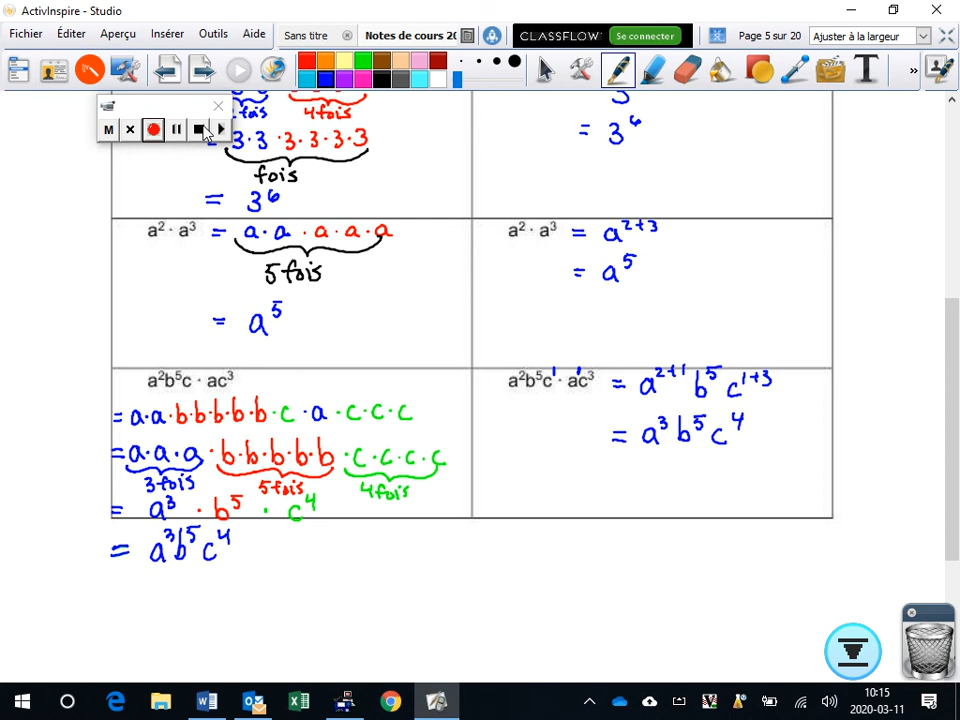 ActivInspire - Studio
Fichier Éditer Aperçu Insérer Outils Aide Sans titre Notes de cours 20 CLASSFLOW Se connecter Page 5 sur 20 Ajuster à la largeur
M
4 fois
3·3 ·3·3·3·3
fois
= 3⁶
= 3⁶
a² · a³ = a·a ·a·a·a
5 fois
= a⁵
a² · a³ = a²⁺³
= a⁵
a²b⁵c · ac³
=a·a·b·b·b·b·b·c·a·c·c·c
=a·a·a·b·b·b·b·b·c·c·c·c
3 fois 5 fois 4 fois
= a³ · b⁵ · c⁴
= a³b⁵c⁴
a²b⁵c¹ · a¹c³ = a²⁺¹ b⁵ c¹⁺³
= a³ b⁵ c⁴
10:15
2020-03-11